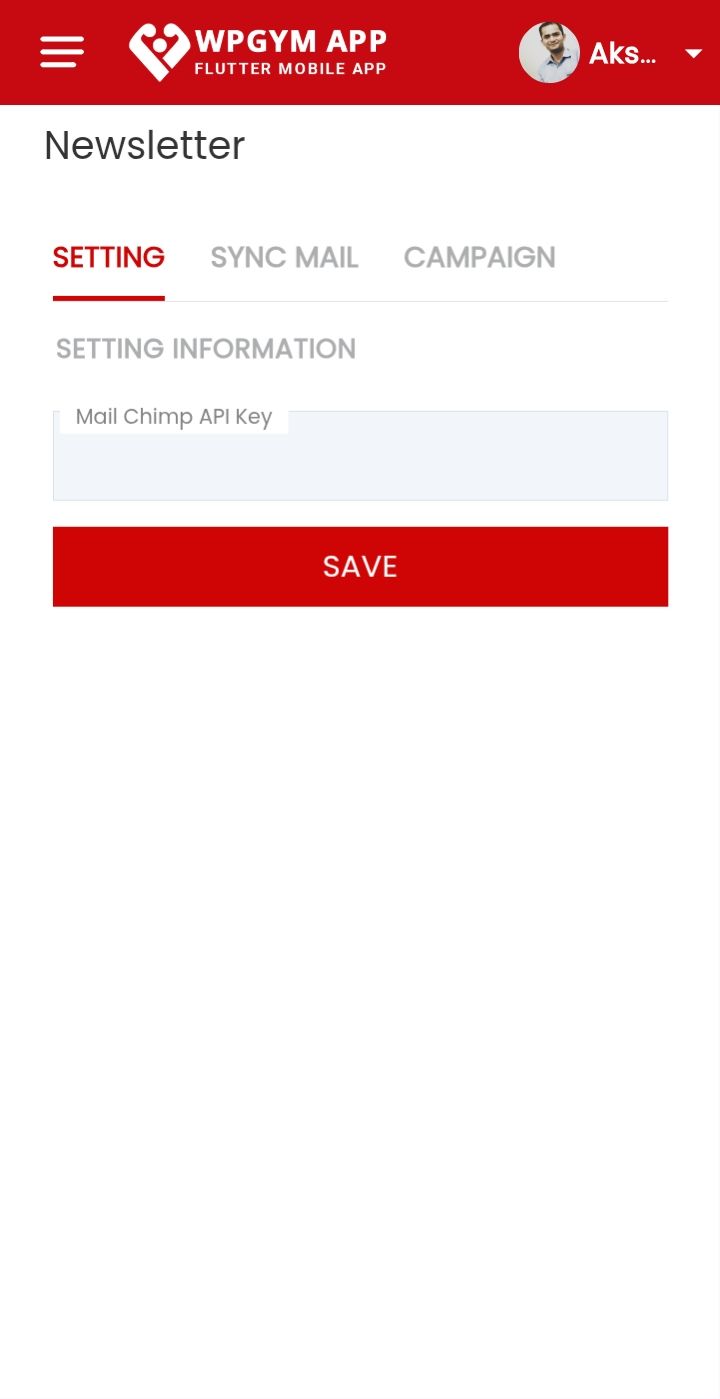 WPGYM APP
FLUTTER MOBILE APP
Aks...
Newsletter
SETTING SYNC MAIL CAMPAIGN
SETTING INFORMATION
Mail Chimp API Key
SAVE